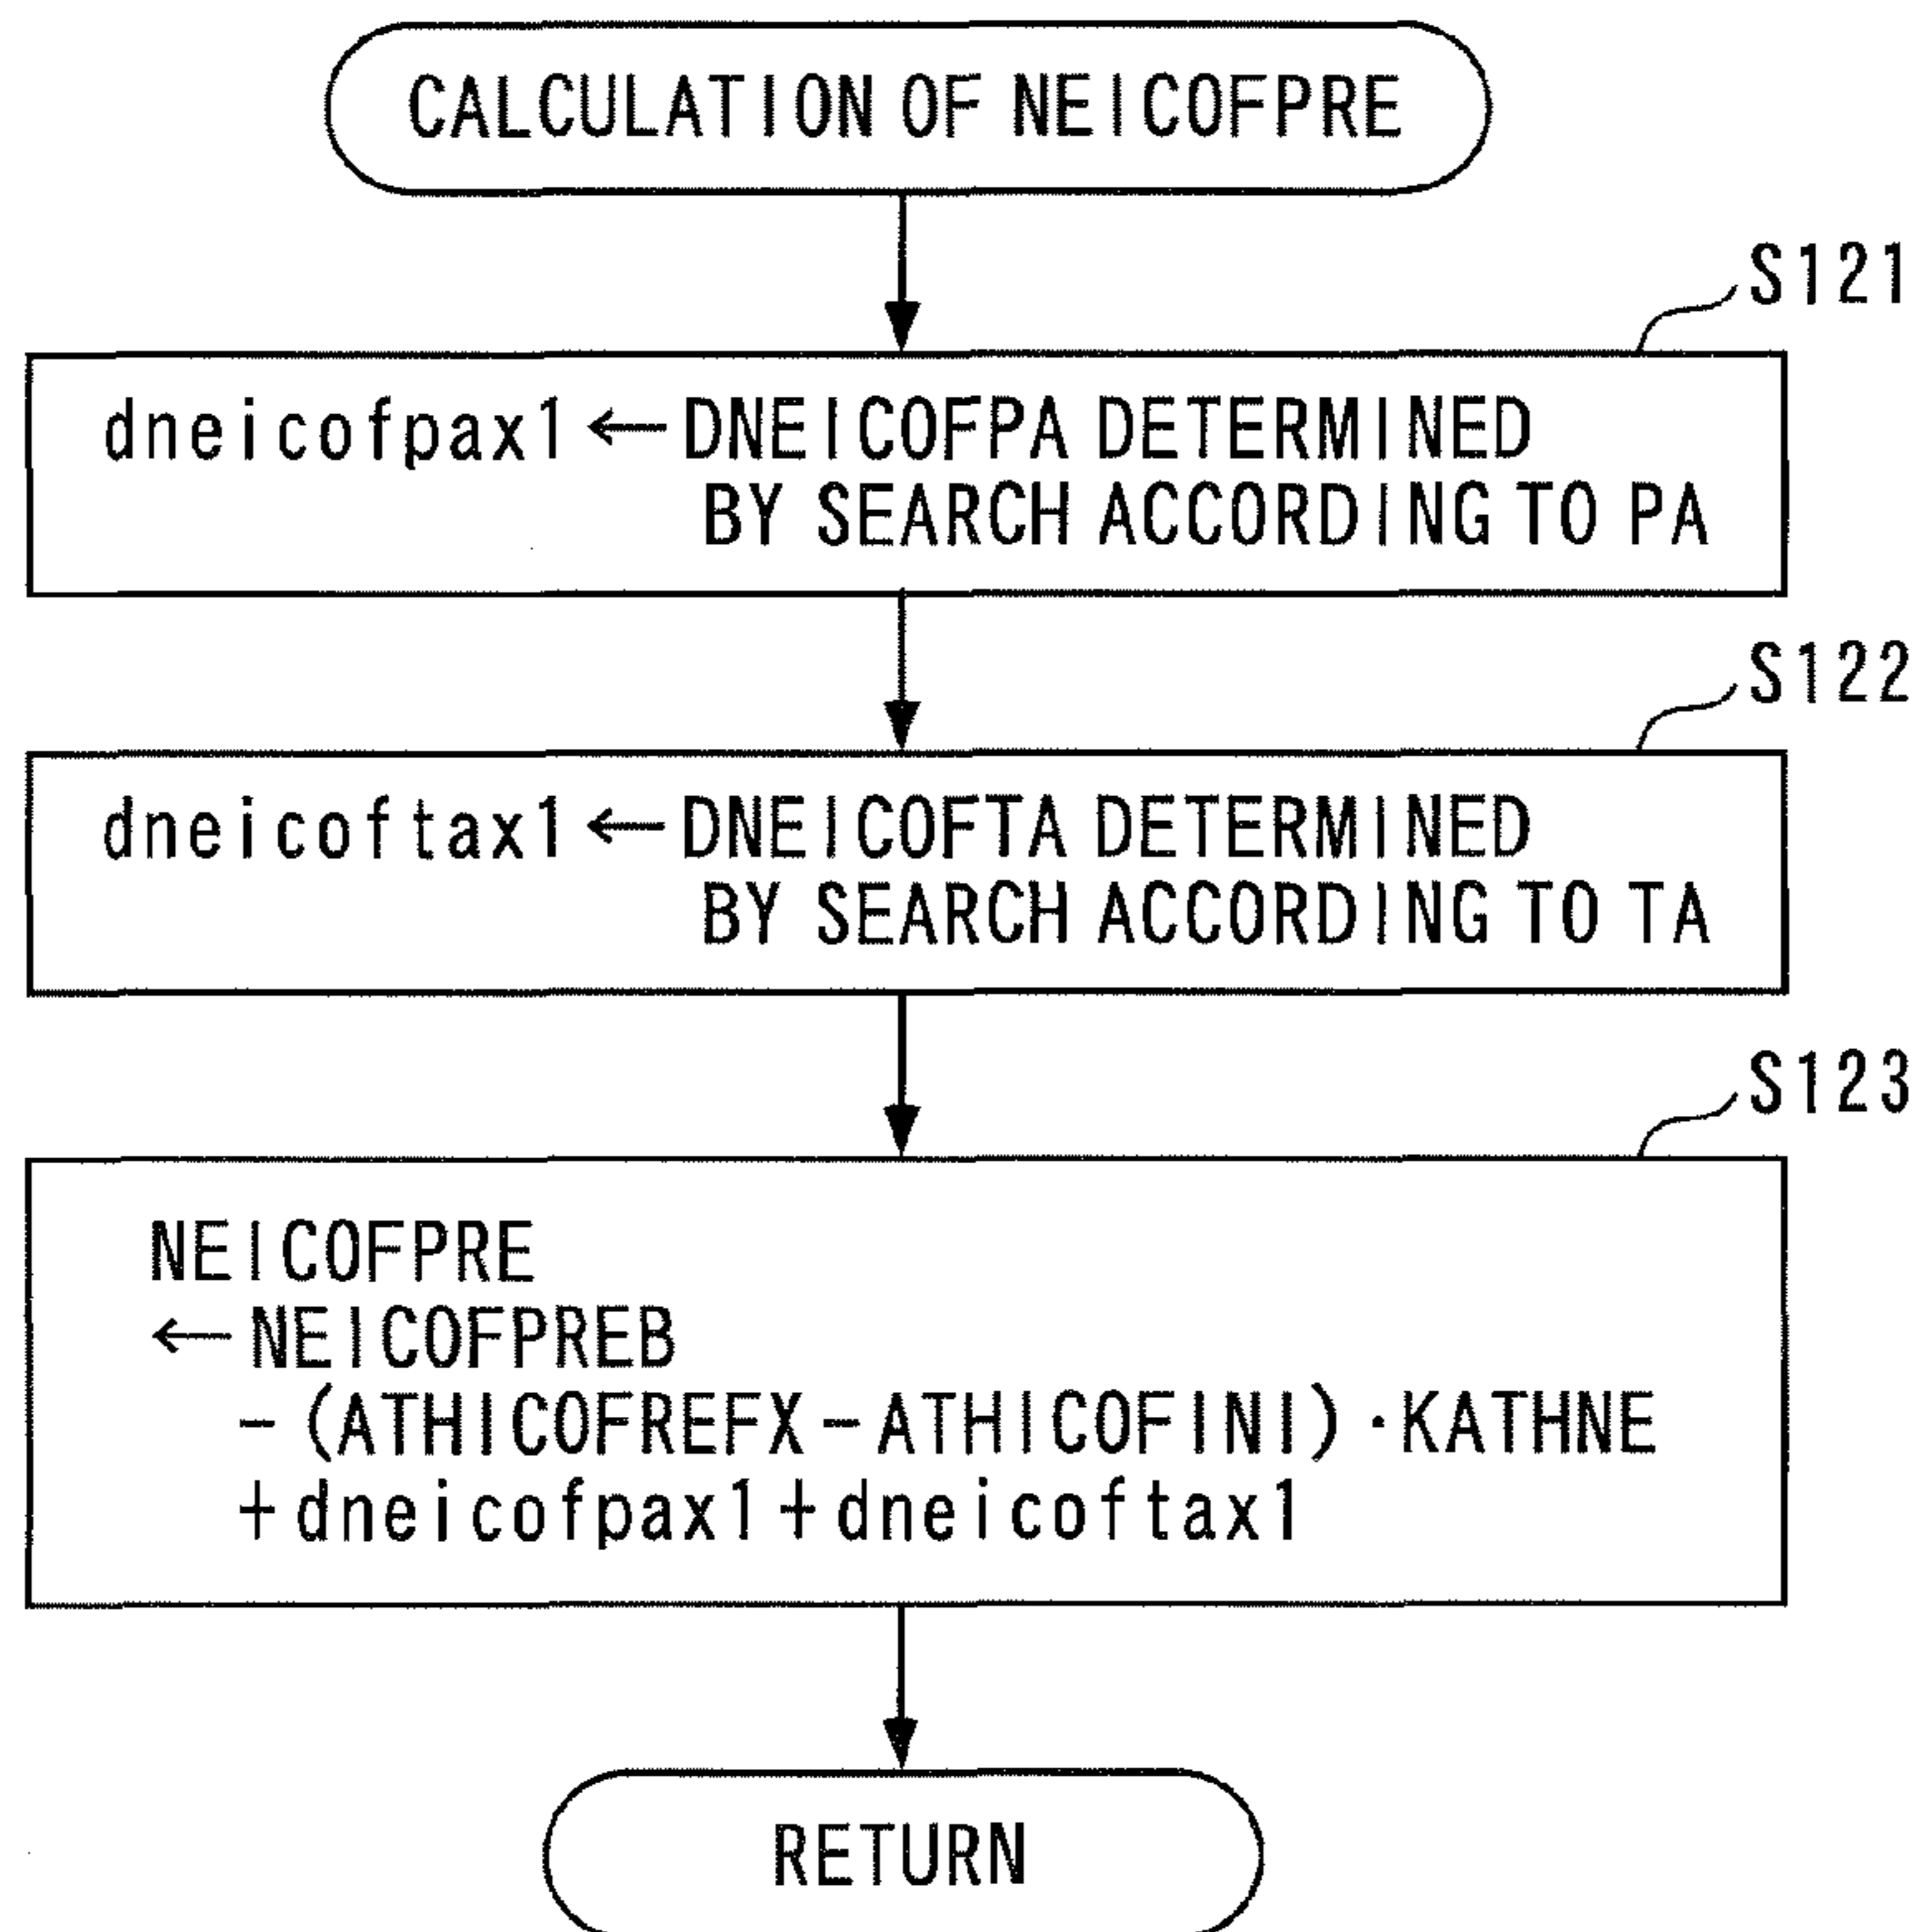 CALCULATION OF NEICOFPRE
S121
dneicofpax1←DNEICOFPA DETERMINED
BY SEARCH ACCORDING TO PA
S122
dneicoftax1←DNEICOFTA DETERMINED
BY SEARCH ACCORDING TO TA
S123
NEICOFPRE
←NEICOFPREB
-(ATHICOFREFX-ATHICOFINI)·KATHNE
+dneicofpax1+dneicoftax1
RETURN